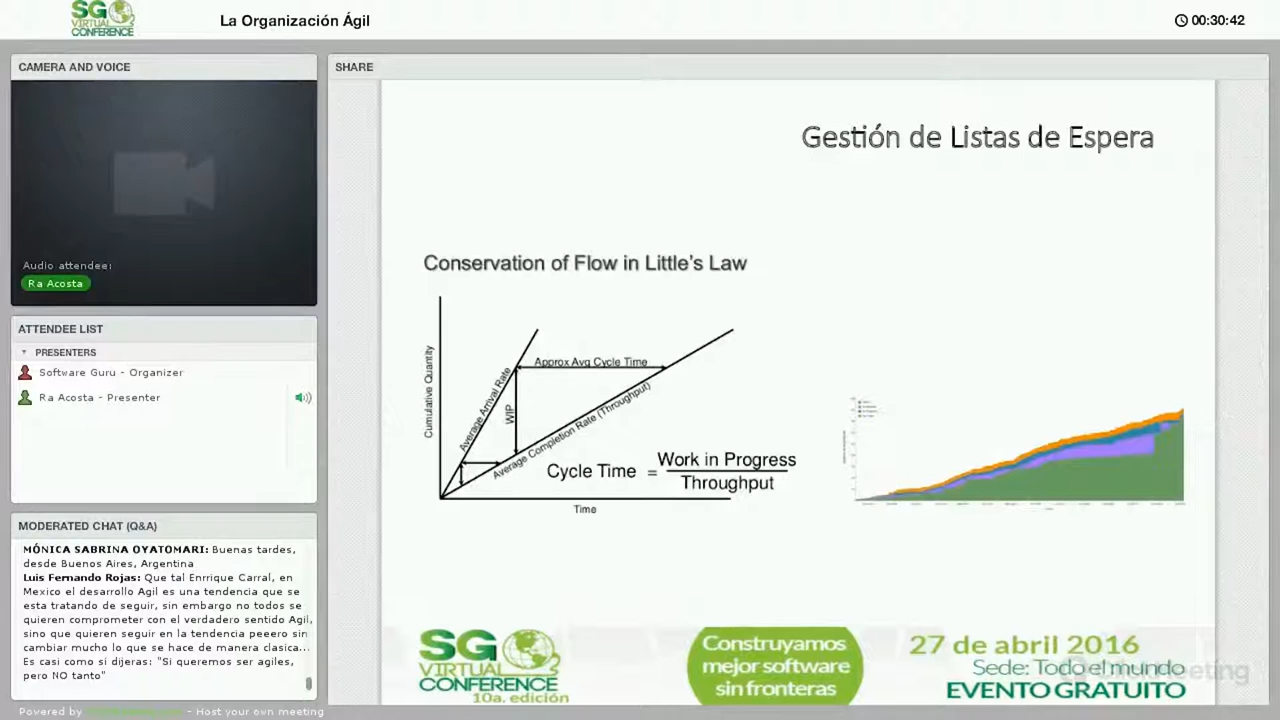 SG
VIRTUAL
CONFERENCE
La Organización Ágil
00:30:42
CAMERA AND VOICE
Audio attendee:
Ra Acosta
ATTENDEE LIST
PRESENTERS
Software Guru - Organizer
Ra Acosta - Presenter
MODERATED CHAT (Q&A)
MÓNICA SABRINA OYATOMARI: Buenas tardes,
desde Buenos Aires, Argentina
Luis Fernando Rojas: Que tal Enrrique Carral, en
Mexico el desarrollo Agil es una tendencia que se
esta tratando de seguir, sin embargo no todos se
quieren comprometer con el verdadero sentido Agil,
sino que quieren seguir en la tendencia peeero sin
cambiar mucho lo que se hace de manera clasica...
Es casi como si dijeras: "Si queremos ser agiles,
pero NO tanto"
Powered by
- Host your own meeting
SHARE
Gestión de Listas de Espera
Conservation of Flow in Little's Law
Cumulative Quantity
Average Arrival Rate
Approx Avg Cycle Time
WIP
Average Completion Rate (Throughput)
Cycle Time = Work in Progress
Throughput
Time
SG
VIRTUAL
CONFERENCE
10a. edición
Construyamos
mejor software
sin fronteras
27 de abril 2016
Sede: Todo el mundo
EVENTO GRATUITO